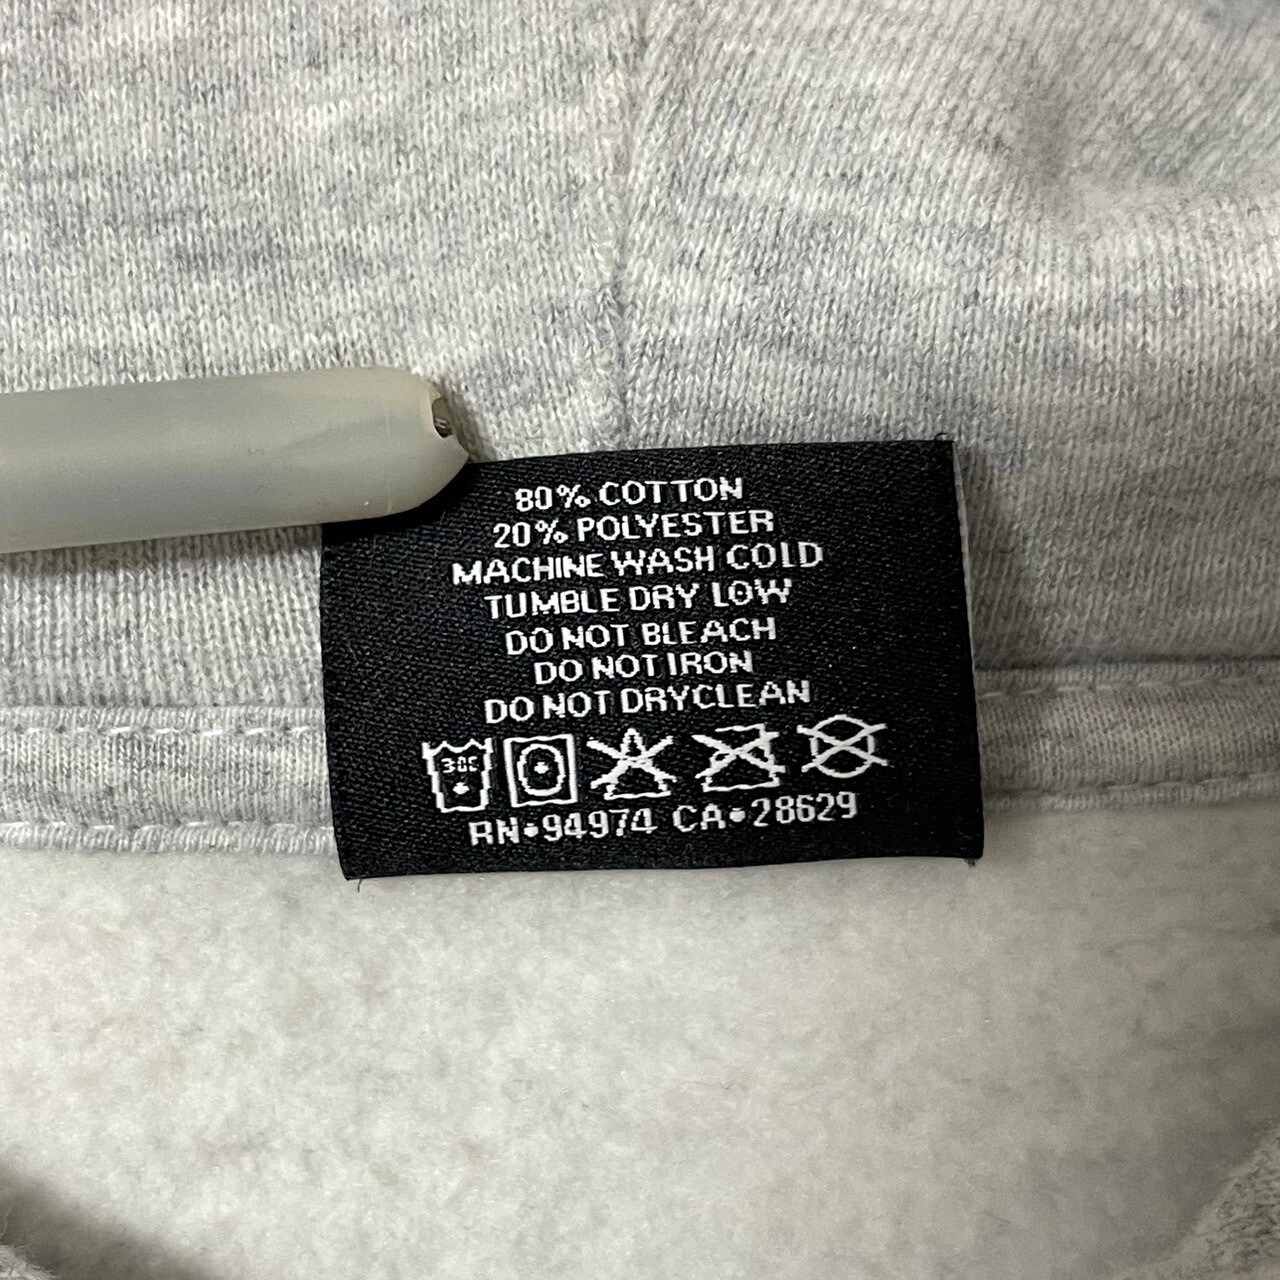 80% COTTON
20% POLYESTER
MACHINE WASH COLD
TUMBLE DRY LOW
DO NOT BLEACH
DO NOT IRON
DO NOT DRYCLEAN
30C
RN•94974 CA•28629